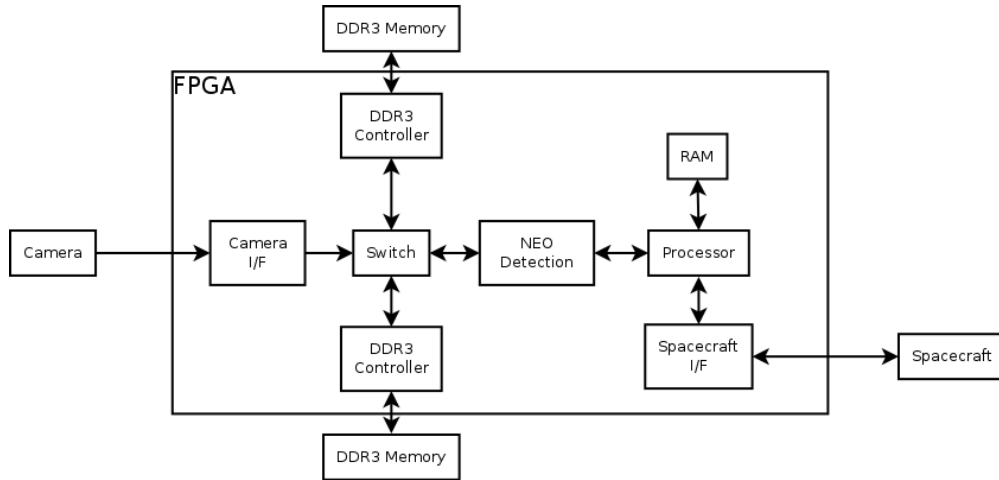 DDR3 Memory
FPGA
DDR3
Controller
RAM
Camera
Camera
I/F
Switch
NEO
Detection
Processor
DDR3
Controller
Spacecraft
I/F
Spacecraft
DDR3 Memory